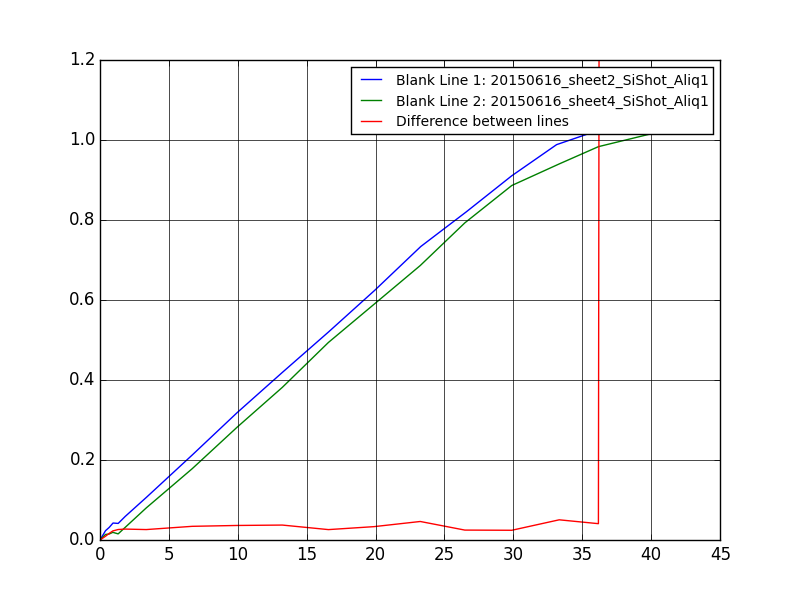 1.2
Blank Line 1: 20150616_sheet2_SiShot_Aliq1
Blank Line 2: 20150616_sheet4_SiShot_Aliq1
Difference between lines
1.0
0.8
0.6
0.4
0.2
0.0
0 5 10 15 20 25 30 35 40 45